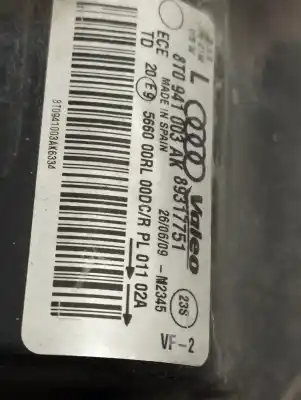 L Valeo
8T0 941 003 AK 89317751
ECE MADE IN SPAIN 26/06/09 - M2345 23S
TD 20 E9 5660 00RL 00DC/R PL 011 02A VF-2
8T0941003AK6334